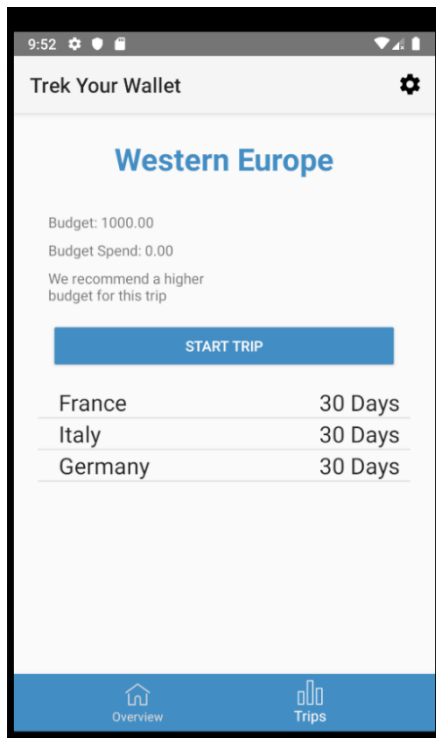 9:52
Trek Your Wallet
Western Europe
Budget: 1000.00
Budget Spend: 0.00
We recommend a higher
budget for this trip
START TRIP
France 30 Days
Italy 30 Days
Germany 30 Days
Overview Trips